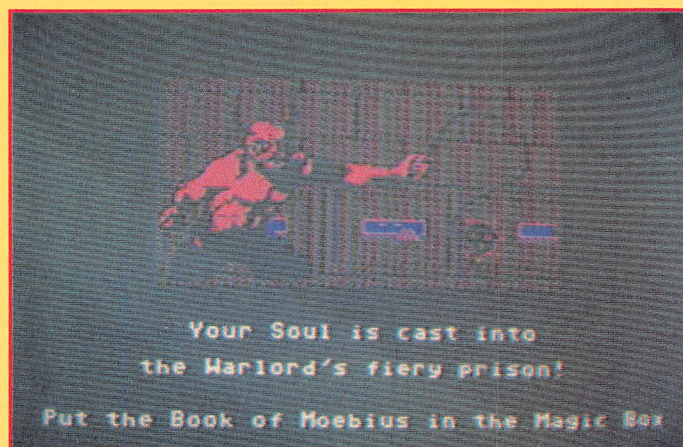 Your Soul is cast into
the Warlord's fiery prison!
Put the Book of Moebius in the Magic Box